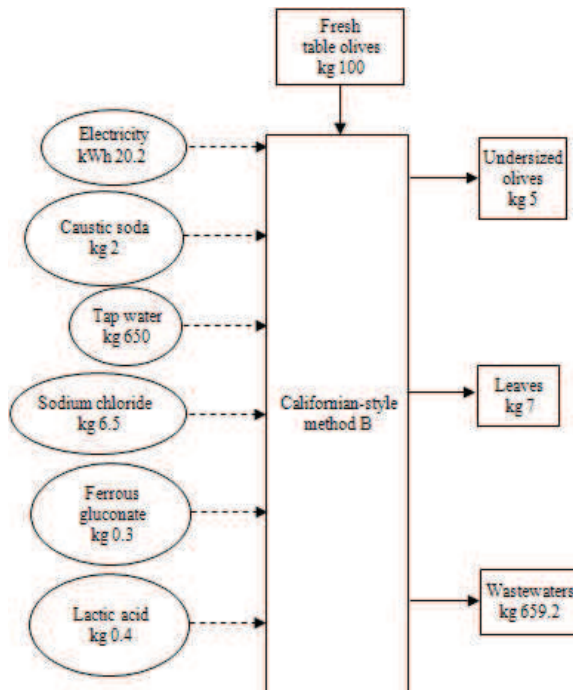 Fresh
table olives
kg 100
Electricity
kWh 20.2
Caustic soda
kg 2
Tap water
kg 650
Sodium chloride
kg 6.5
Ferrous
gluconate
kg 0.3
Lactic acid
kg 0.4
Californian-style
method B
Undersized
olives
kg 5
Leaves
kg 7
Wastewaters
kg 659.2